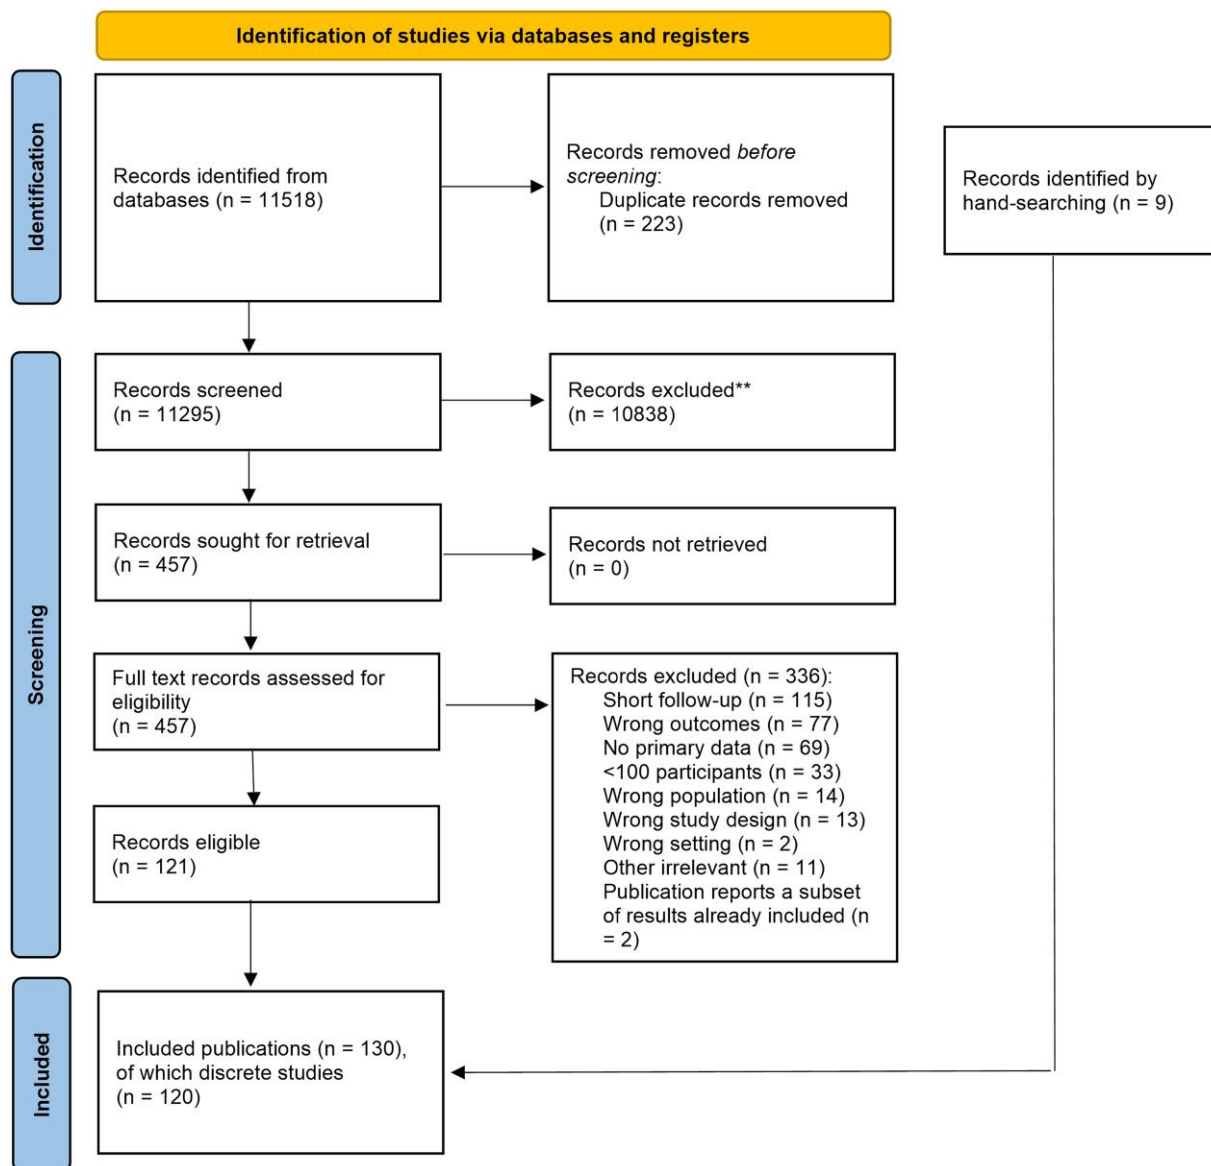 Identification of studies via databases and registers
Identification
Records identified from
databases (n = 11518)
Records removed before
screening:
Duplicate records removed
(n = 223)
Records identified by
hand-searching (n = 9)
Screening
Records screened
(n = 11295)
Records excluded**
(n = 10838)
Records sought for retrieval
(n = 457)
Records not retrieved
(n = 0)
Full text records assessed for
eligibility
(n = 457)
Records excluded (n = 336):
Short follow-up (n = 115)
Wrong outcomes (n = 77)
No primary data (n = 69)
<100 participants (n = 33)
Wrong population (n = 14)
Wrong study design (n = 13)
Wrong setting (n = 2)
Other irrelevant (n = 11)
Publication reports a subset
of results already included (n
= 2)
Records eligible
(n = 121)
Included
Included publications (n = 130),
of which discrete studies
(n = 120)